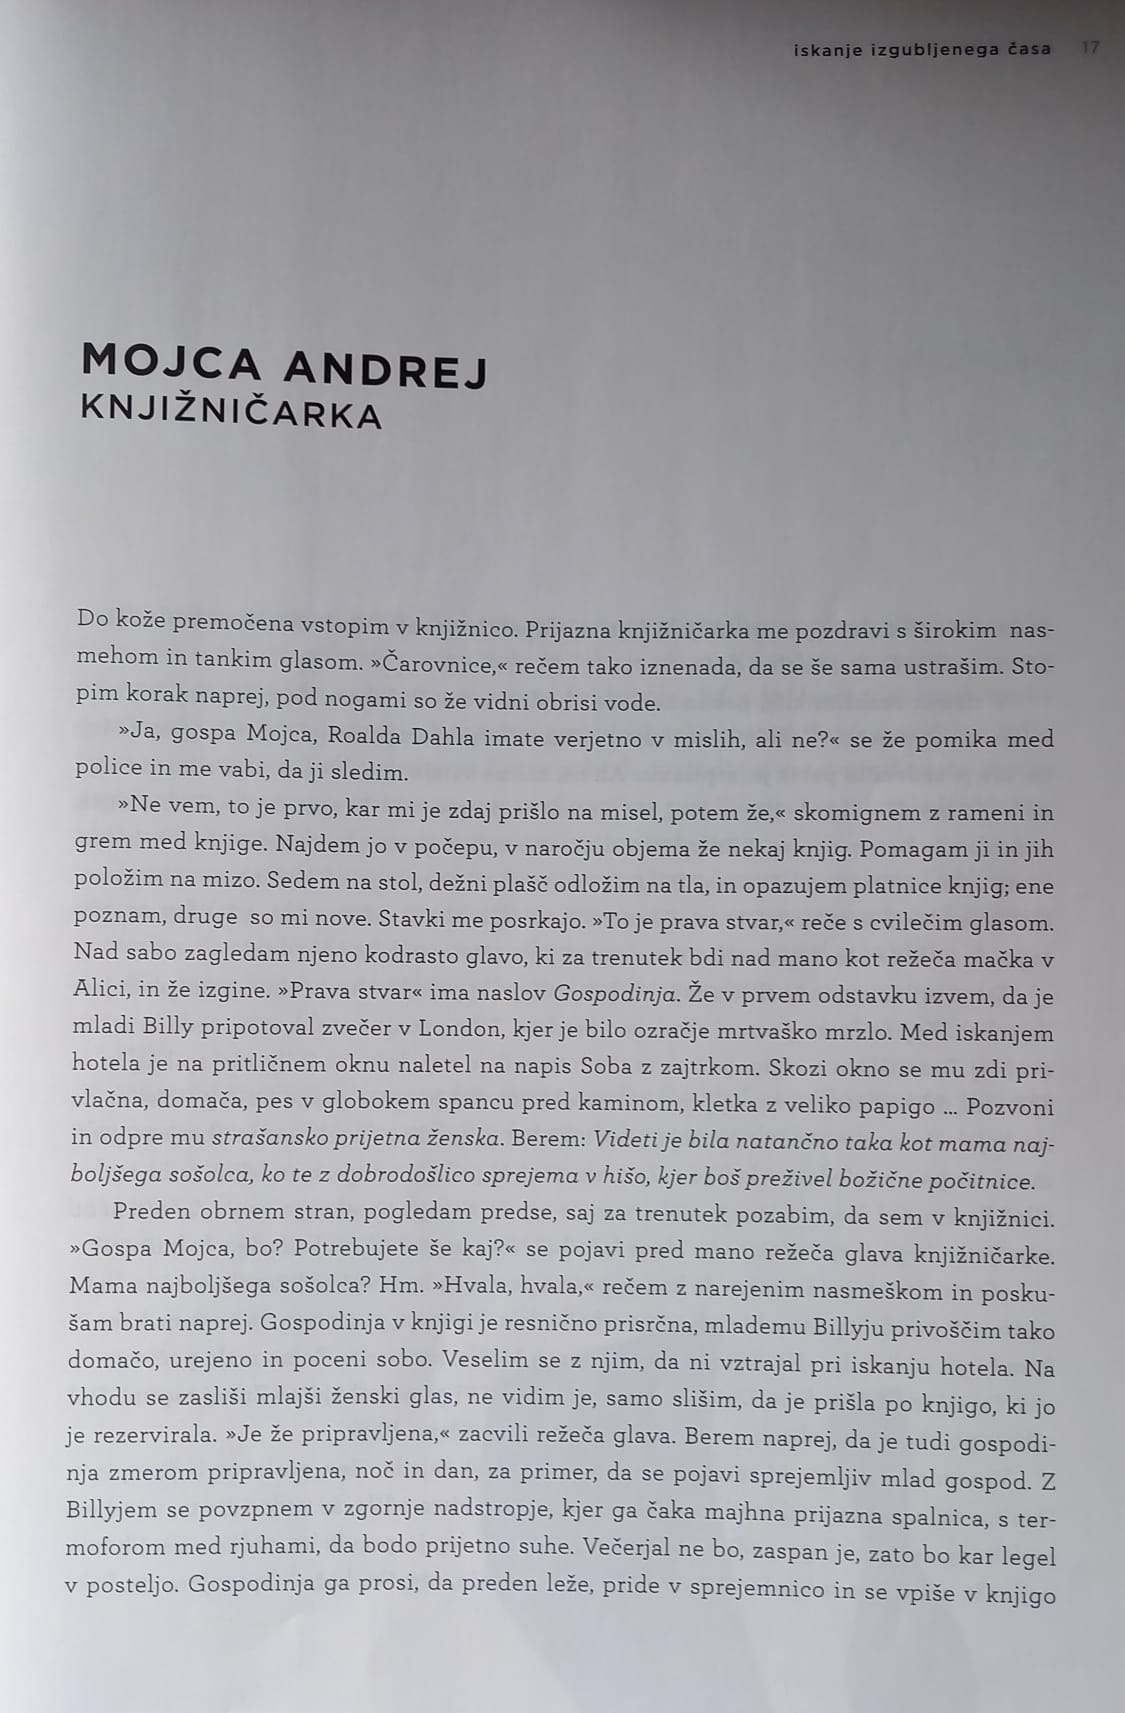 iskanje izgubljenega časa 17
MOJCA ANDREJ
KNJIŽNIČARKA
Do kože premočena vstopim v knjižnico. Prijazna knjižničarka me pozdravi s širokim nas-
mehom in tankim glasom. »Čarovnice,« rečem tako iznenada, da se še sama ustrašim. Sto-
pim korak naprej, pod nogami so že vidni obrisi vode.
»Ja, gospa Mojca, Roalda Dahla imate verjetno v mislih, ali ne?« se že pomika med
police in me vabi, da ji sledim.
»Ne vem, to je prvo, kar mi je zdaj prišlo na misel, potem že,« skomignem z rameni in
grem med knjige. Najdem jo v počepu, v naročju objema že nekaj knjig. Pomagam ji in jih
položim na mizo. Sedem na stol, dežni plašč odložim na tla, in opazujem platnice knjig; ene
poznam, druge so mi nove. Stavki me posrkajo. »To je prava stvar,« reče s cvilečim glasom.
Nad sabo zagledam njeno kodrasto glavo, ki za trenutek bdi nad mano kot režeča mačka v
Alici, in že izgine. »Prava stvar« ima naslov Gospodinja. Že v prvem odstavku izvem, da je
mladi Billy pripotoval zvečer v London, kjer je bilo ozračje mrtvaško mrzlo. Med iskanjem
hotela je na pritličnem oknu naletel na napis Soba z zajtrkom. Skozi okno se mu zdi pri-
vlačna, domača, pes v globokem spancu pred kaminom, kletka z veliko papigo ... Pozvoni
in odpre mu strašansko prijetna ženska. Berem: Videti je bila natančno taka kot mama naj-
boljšega sošolca, ko te z dobrodošlico sprejema v hišo, kjer boš preživel božične počitnice.
Preden obrnem stran, pogledam predse, saj za trenutek pozabim, da sem v knjižnici.
»Gospa Mojca, bo? Potrebujete še kaj?« se pojavi pred mano režeča glava knjižničarke.
Mama najboljšega sošolca? Hm. »Hvala, hvala,« rečem z narejenim nasmeškom in posku-
šam brati naprej. Gospodinja v knjigi je resnično prisrčna, mlademu Billyju privoščim tako
domačo, urejeno in poceni sobo. Veselim se z njim, da ni vztrajal pri iskanju hotela. Na
vhodu se zasliši mlajši ženski glas, ne vidim je, samo slišim, da je prišla po knjigo, ki jo
je rezervirala. »Je že pripravljena,« zacvili režeča glava. Berem naprej, da je tudi gospodi-
nja zmerom pripravljena, noč in dan, za primer, da se pojavi sprejemljiv mlad gospod. Z
Billyjem se povzpnem v zgornje nadstropje, kjer ga čaka majhna prijazna spalnica, s ter-
moforom med rjuhami, da bodo prijetno suhe. Večerjal ne bo, zaspan je, zato bo kar legel
v posteljo. Gospodinja ga prosi, da preden leže, pride v sprejemnico in se vpiše v knjigo